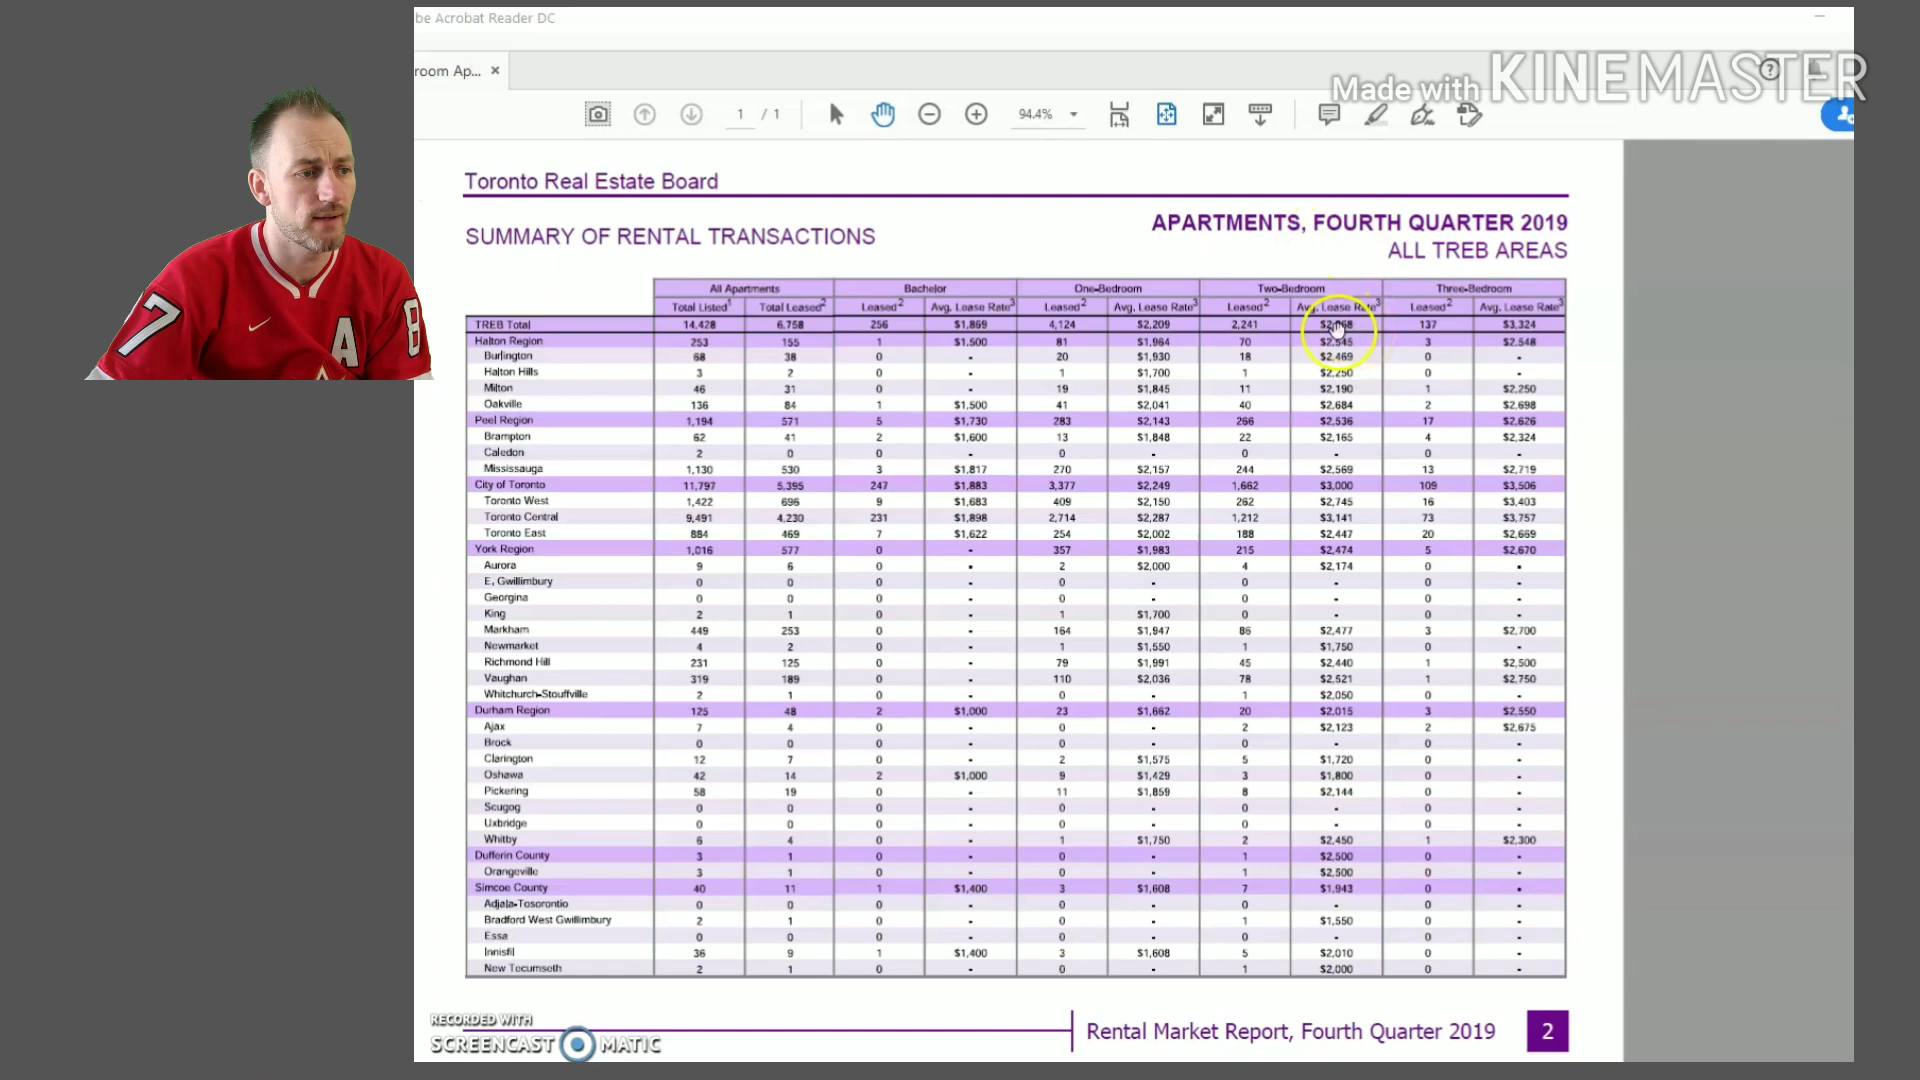 be Acrobat Reader DC
Made with KINEMASTER
room Ap... ×
1 / 1 94.4%
Toronto Real Estate Board
SUMMARY OF RENTAL TRANSACTIONS
APARTMENTS, FOURTH QUARTER 2019
ALL TREB AREAS
All Apartments Bachelor One-Bedroom Two-Bedroom Three-Bedroom
Total Listed1 Total Leased2 Leased2 Avg. Lease Rate3 Leased2 Avg. Lease Rate3 Leased2 Avg. Lease Rate3 Leased2 Avg. Lease Rate3
TREB Total 14,428 6,758 256 $1,869 4,124 $2,209 2,241 137 $3,324
Halton Region 253 155 1 $1,500 81 $1,964 70 $2,545 3 $2,548
Burlington 68 38 0 - 20 $1,930 18 $2,469 0 -
Halton Hills 3 2 0 - 1 $1,700 1 $2,250 0 -
Milton 46 31 0 - 19 $1,845 11 $2,190 1 $2,250
Oakville 136 84 1 $1,500 41 $2,041 40 $2,684 2 $2,698
Peel Region 1,194 571 5 $1,730 283 $2,143 266 $2,536 17 $2,626
Brampton 62 41 2 $1,600 13 $1,848 22 $2,165 4 $2,324
Caledon 2 0 0 - 0 - 0 - 0 -
Mississauga 1,130 530 3 $1,817 270 $2,157 244 $2,569 13 $2,719
City of Toronto 11,797 5,395 247 $1,883 3,377 $2,249 1,662 $3,000 109 $3,506
Toronto West 1,422 696 9 $1,683 409 $2,150 262 $2,745 16 $3,403
Toronto Central 9,491 4,230 231 $1,898 2,714 $2,287 1,212 $3,141 73 $3,757
Toronto East 884 469 7 $1,622 254 $2,002 188 $2,447 20 $2,669
York Region 1,016 577 0 - 357 $1,983 215 $2,474 5 $2,670
Aurora 9 6 0 - 2 $2,000 4 $2,174 0 -
E. Gwillimbury 0 0 0 - 0 - 0 - 0 -
Georgina 0 0 0 - 0 - 0 - 0 -
King 2 1 0 - 1 $1,700 0 - 0 -
Markham 449 253 0 - 164 $1,947 86 $2,477 3 $2,700
Newmarket 4 2 0 - 1 $1,550 1 $1,750 0 -
Richmond Hill 231 125 0 - 79 $1,991 45 $2,440 1 $2,500
Vaughan 319 189 0 - 110 $2,036 78 $2,521 1 $2,750
Whitchurch-Stouffville 2 1 0 - 0 - 1 $2,050 0 -
Durham Region 125 48 2 $1,000 23 $1,662 20 $2,015 3 $2,550
Ajax 7 4 0 - 0 - 2 $2,123 2 $2,675
Brock 0 0 0 - 0 - 0 - 0 -
Clarington 12 7 0 - 2 $1,575 5 $1,720 0 -
Oshawa 42 14 2 $1,000 9 $1,429 3 $1,800 0 -
Pickering 58 19 0 - 11 $1,859 8 $2,144 0 -
Scugog 0 0 0 - 0 - 0 - 0 -
Uxbridge 0 0 0 - 0 - 0 - 0 -
Whitby 6 4 0 - 1 $1,750 2 $2,450 1 $2,300
Dufferin County 3 1 0 - 0 - 1 $2,500 0 -
Orangeville 3 1 0 - 0 - 1 $2,500 0 -
Simcoe County 40 11 1 $1,400 3 $1,608 7 $1,943 0 -
Adjala-Tosorontio 0 0 0 - 0 - 0 - 0 -
Bradford West Gwillimbury 2 1 0 - 0 - 1 $1,550 0 -
Essa 0 0 0 - 0 - 0 - 0 -
Innisfil 36 9 1 $1,400 3 $1,608 5 $2,010 0 -
New Tecumseth 2 1 0 - 0 - 1 $2,000 0 -
Rental Market Report, Fourth Quarter 2019 2
RECORDED WITH
SCREENCAST MATIC
7 A 8